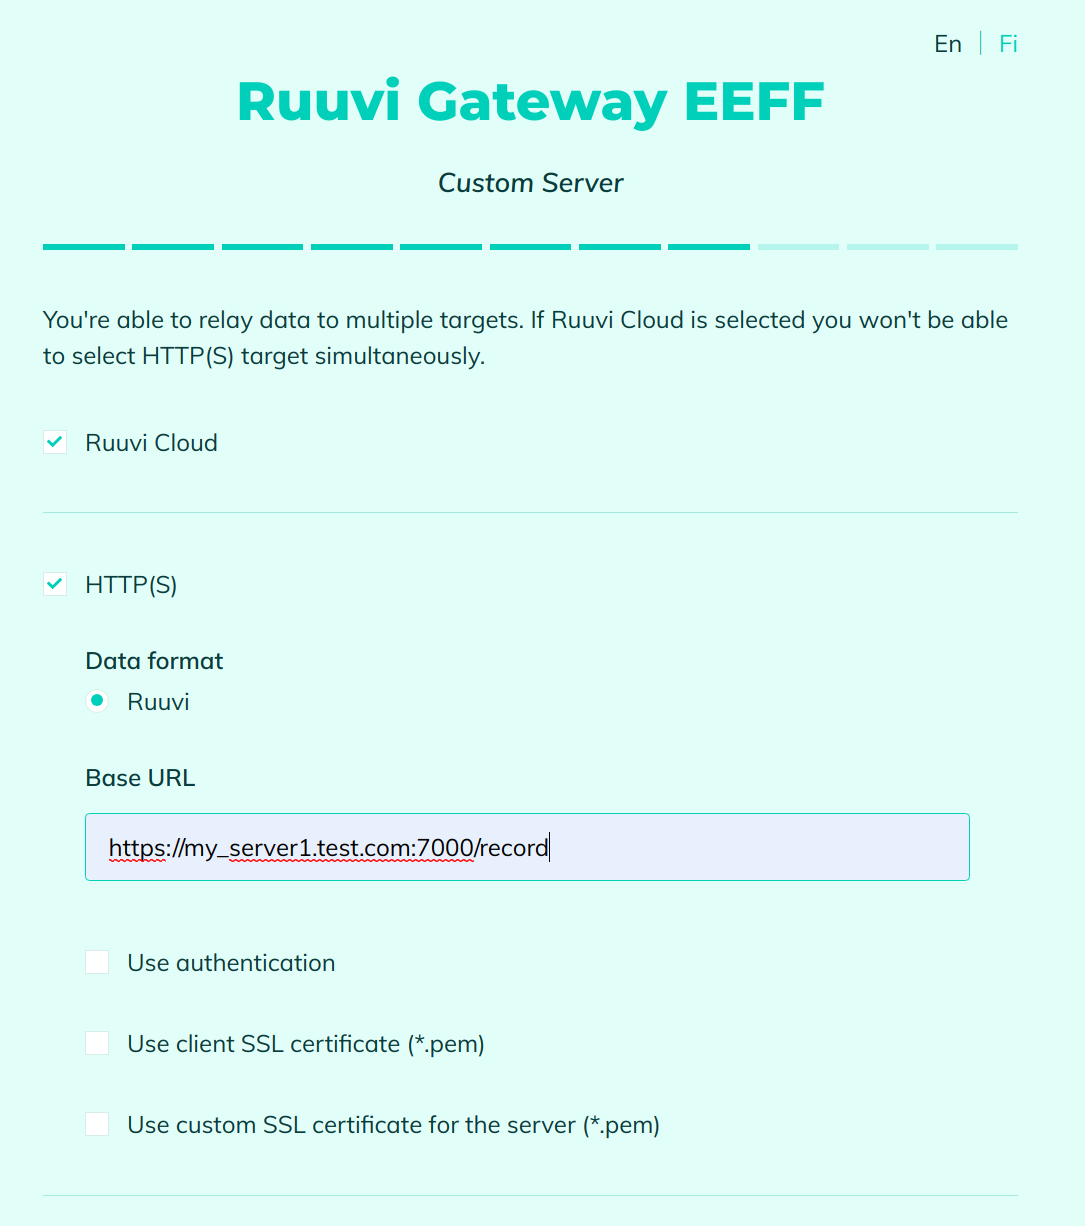 En | Fi
Ruuvi Gateway EEFF
Custom Server
You're able to relay data to multiple targets. If Ruuvi Cloud is selected you won't be able
to select HTTP(S) target simultaneously.
Ruuvi Cloud
HTTP(S)
Data format
Ruuvi
Base URL
https://my_server1.test.com:7000/record
Use authentication
Use client SSL certificate (*.pem)
Use custom SSL certificate for the server (*.pem)